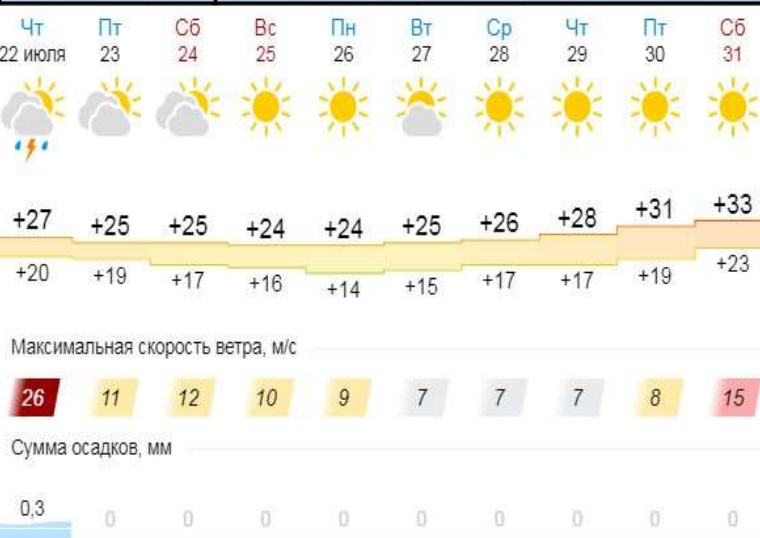 Чт Пт Сб Вс Пн Вт Ср Чт Пт Сб
22 июля 23 24 25 26 27 28 29 30 31
+27 +25 +25 +24 +24 +25 +26 +28 +31 +33
+20 +19 +17 +16 +14 +15 +17 +17 +19 +23
Максимальная скорость ветра, м/с
26 11 12 10 9 7 7 7 8 15
Сумма осадков, мм
0,3 0 0 0 0 0 0 0 0 0